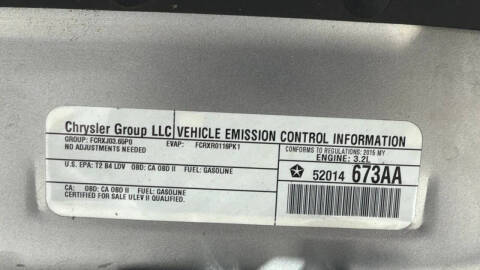 Chrysler Group LLC VEHICLE EMISSION CONTROL INFORMATION
GROUP: FCRXJ03.65P0 EVAP: FCRXR0116PK1
NO ADJUSTMENTS NEEDED
CONFORMS TO REGULATIONS: 2015 MY
ENGINE: 3.2L
U.S. EPA: T2 B4 LDV OBD: CA OBD II FUEL: GASOLINE
52014 673AA
CA: OBD: CA OBD II FUEL: GASOLINE
CERTIFIED FOR SALE ULEV II QUALIFIED.